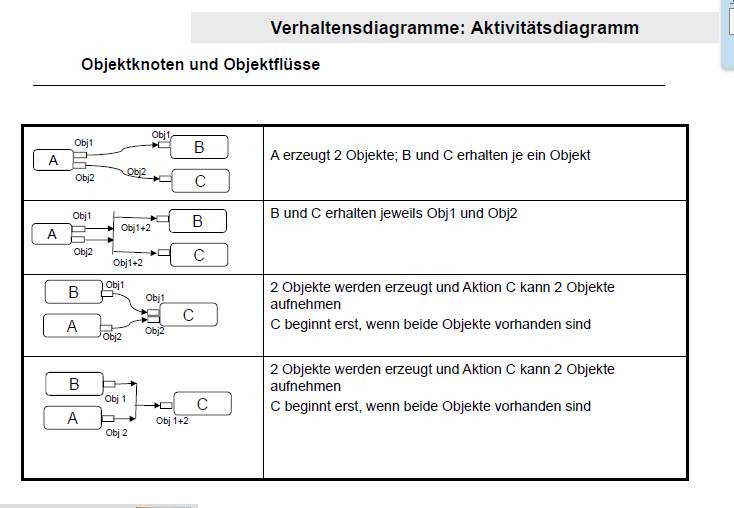 Verhaltensdiagramme: Aktivitätsdiagramm
Objektknoten und Objektflüsse
Obj1
Obj1
A
B
Obj2
Obj2
C
A erzeugt 2 Objekte; B und C erhalten je ein Objekt
Obj1
A
Obj1+2
B
Obj2
Obj1+2
C
B und C erhalten jeweils Obj1 und Obj2
B
Obj1
Obj1
C
A
Obj2
Obj2
2 Objekte werden erzeugt und Aktion C kann 2 Objekte
aufnehmen
C beginnt erst, wenn beide Objekte vorhanden sind
B
Obj 1
C
A
Obj 1+2
Obj 2
2 Objekte werden erzeugt und Aktion C kann 2 Objekte
aufnehmen
C beginnt erst, wenn beide Objekte vorhanden sind